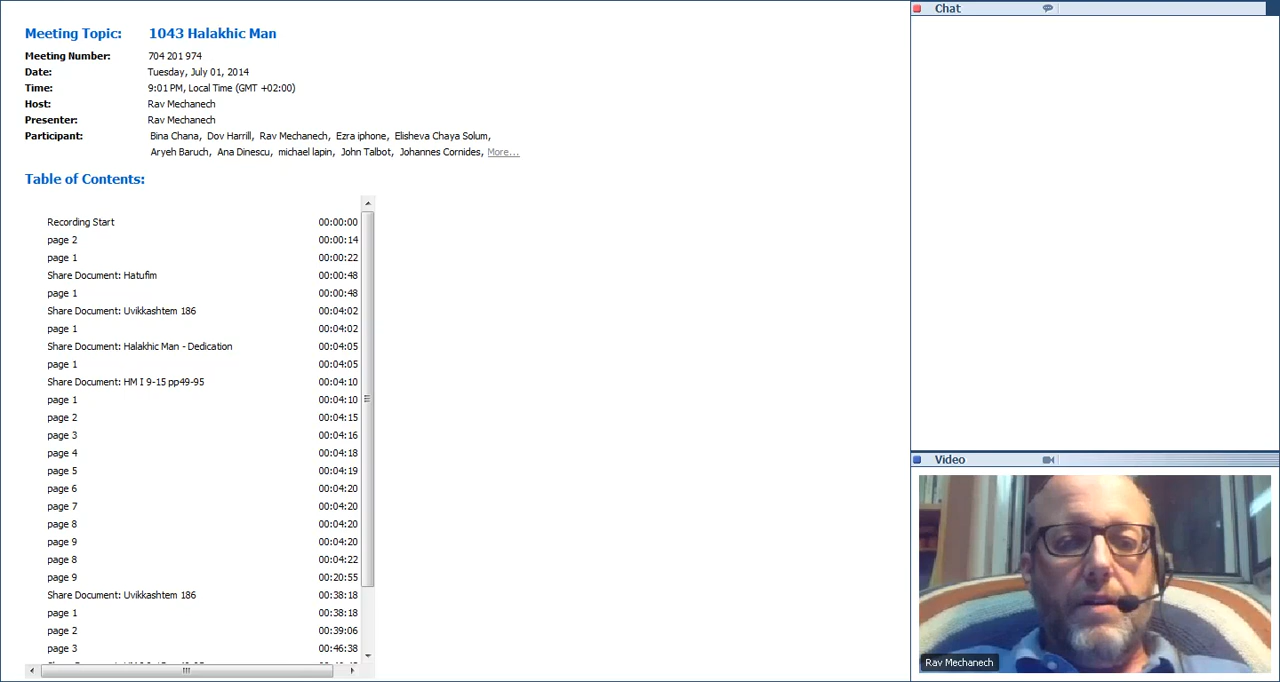 Meeting Topic: 1043 Halakhic Man
Meeting Number: 704 201 974
Date: Tuesday, July 01, 2014
Time: 9:01 PM, Local Time (GMT +02:00)
Host: Rav Mechanech
Presenter: Rav Mechanech
Participant: Bina Chana, Dov Harrill, Rav Mechanech, Ezra iphone, Elisheva Chaya Solum,
Aryeh Baruch, Ana Dinescu, michael lapin, John Talbot, Johannes Cornides, More...
Table of Contents:
Recording Start 00:00:00
page 2 00:00:14
page 1 00:00:22
Share Document: Hatufim 00:00:48
page 1 00:00:48
Share Document: Uvikkashtem 186 00:04:02
page 1 00:04:02
Share Document: Halakhic Man - Dedication 00:04:05
page 1 00:04:05
Share Document: HM I 9-15 pp49-95 00:04:10
page 1 00:04:10
page 2 00:04:15
page 3 00:04:16
page 4 00:04:18
page 5 00:04:19
page 6 00:04:20
page 7 00:04:20
page 8 00:04:20
page 9 00:04:20
page 8 00:04:22
page 9 00:20:55
Share Document: Uvikkashtem 186 00:38:18
page 1 00:38:18
page 2 00:39:06
page 3 00:46:38
Chat
Video
Rav Mechanech